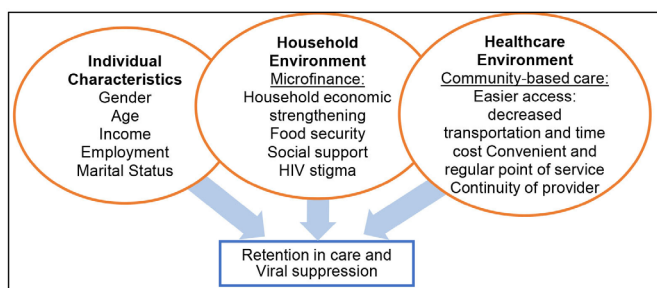 Individual
Characteristics
Gender
Age
Income
Employment
Marital Status
Household
Environment
Microfinance:
Household economic
strengthening
Food security
Social support
HIV stigma
Healthcare
Environment
Community-based care:
Easier access:
decreased
transportation and time
cost Convenient and
regular point of service
Continuity of provider
Retention in care and
Viral suppression